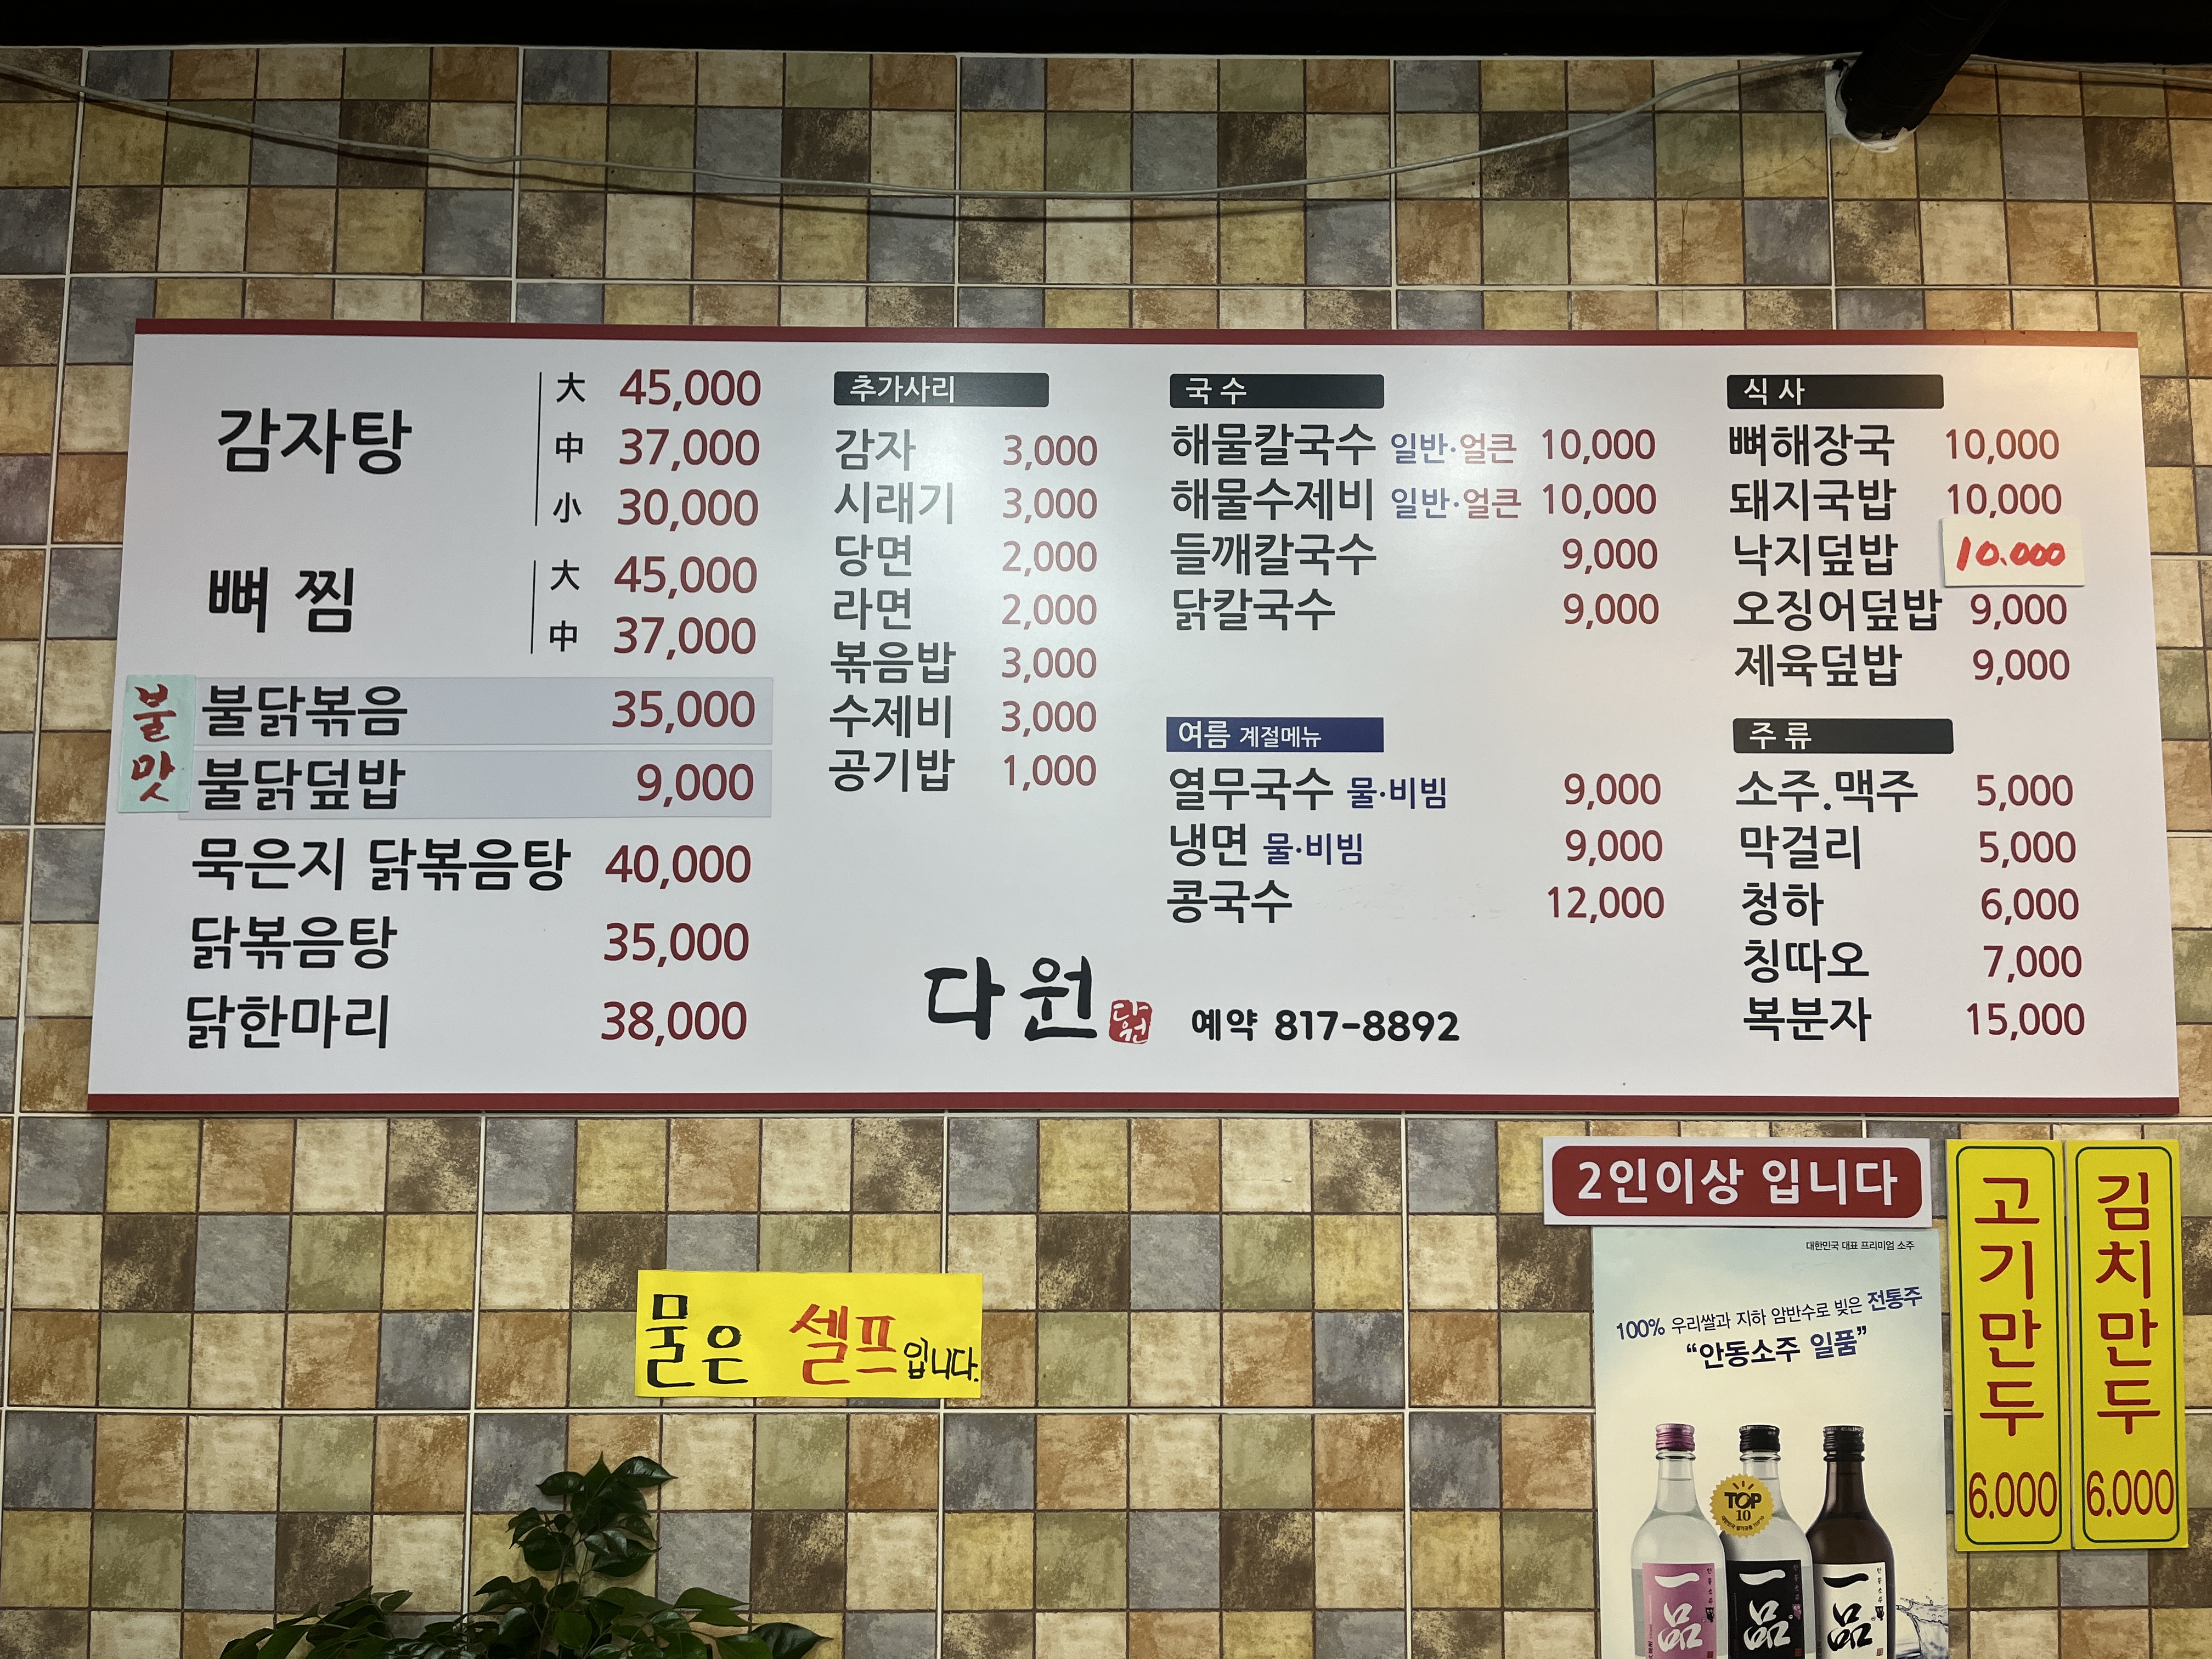 감자탕
大 45,000
中 37,000
小 30,000
뼈 찜
大 45,000
中 37,000
불맛
불닭볶음 35,000
불닭덮밥 9,000
묵은지 닭볶음탕 40,000
닭볶음탕 35,000
닭한마리 38,000
추가사리
감자 3,000
시래기 3,000
당면 2,000
라면 2,000
볶음밥 3,000
수제비 3,000
공기밥 1,000
국 수
해물칼국수 일반·얼큰 10,000
해물수제비 일반·얼큰 10,000
들깨칼국수 9,000
닭칼국수 9,000
여름 계절메뉴
열무국수 물·비빔 9,000
냉면 물·비빔 9,000
콩국수 12,000
다원 다원 예약 817-8892
식 사
뼈해장국 10,000
돼지국밥 10,000
낙지덮밥 10.000
오징어덮밥 9,000
제육덮밥 9,000
주 류
소주.맥주 5,000
막걸리 5,000
청하 6,000
칭따오 7,000
복분자 15,000
2인이상 입니다
물은 셀프입니다.
대한민국 대표 프리미엄 소주
100% 우리쌀과 지하 암반수로 빚은 전통주
“안동소주 일품”
TOP
10
一品
一品
一品
고기만두
6.000
김치만두
6.000